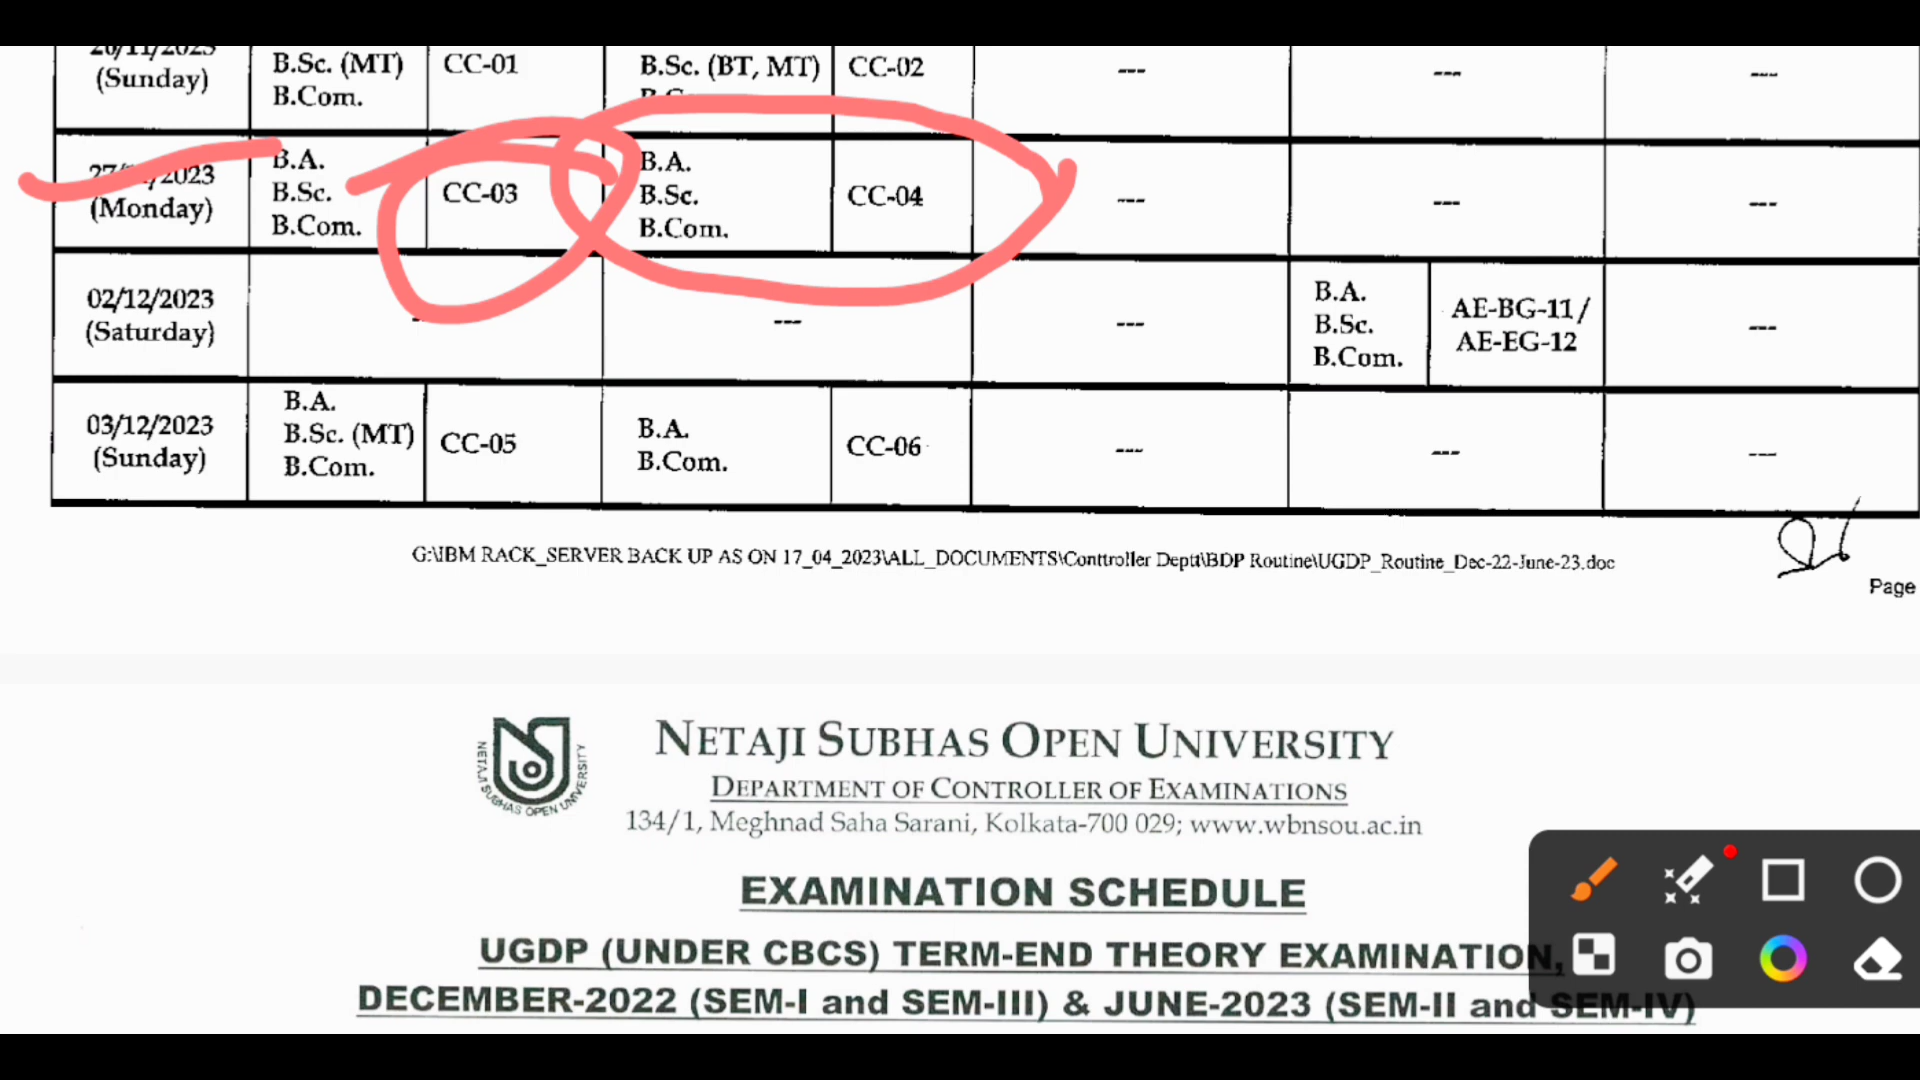 (Sunday)
B.Sc. (MT)
B.Com.
CC-01
B.Sc. (BT, MT)
CC-02
---
---
---
2023
(Monday)
B.A.
B.Sc.
B.Com.
CC-03
B.A.
B.Sc.
B.Com.
CC-04
---
---
---
02/12/2023
(Saturday)
---
---
B.A.
B.Sc.
B.Com.
AE-BG-11/
AE-EG-12
---
03/12/2023
(Sunday)
B.A.
B.Sc. (MT)
B.Com.
CC-05
B.A.
B.Com.
CC-06
---
---
---
G:\IBM RACK_SERVER BACK UP AS ON 17_04_2023\ALL_DOCUMENTS\Conttroller Deptt\BDP Routine\UGDP_Routine_Dec-22-June-23.doc
Page
NETAJI SUBHAS OPEN UNIVERSITY
NETAJI SUBHAS OPEN UNIVERSITY
DEPARTMENT OF CONTROLLER OF EXAMINATIONS
134/1, Meghnad Saha Sarani, Kolkata-700 029; www.wbnsou.ac.in
EXAMINATION SCHEDULE
UGDP (UNDER CBCS) TERM-END THEORY EXAMINATION,
DECEMBER-2022 (SEM-I and SEM-III) & JUNE-2023 (SEM-II and SEM-IV)